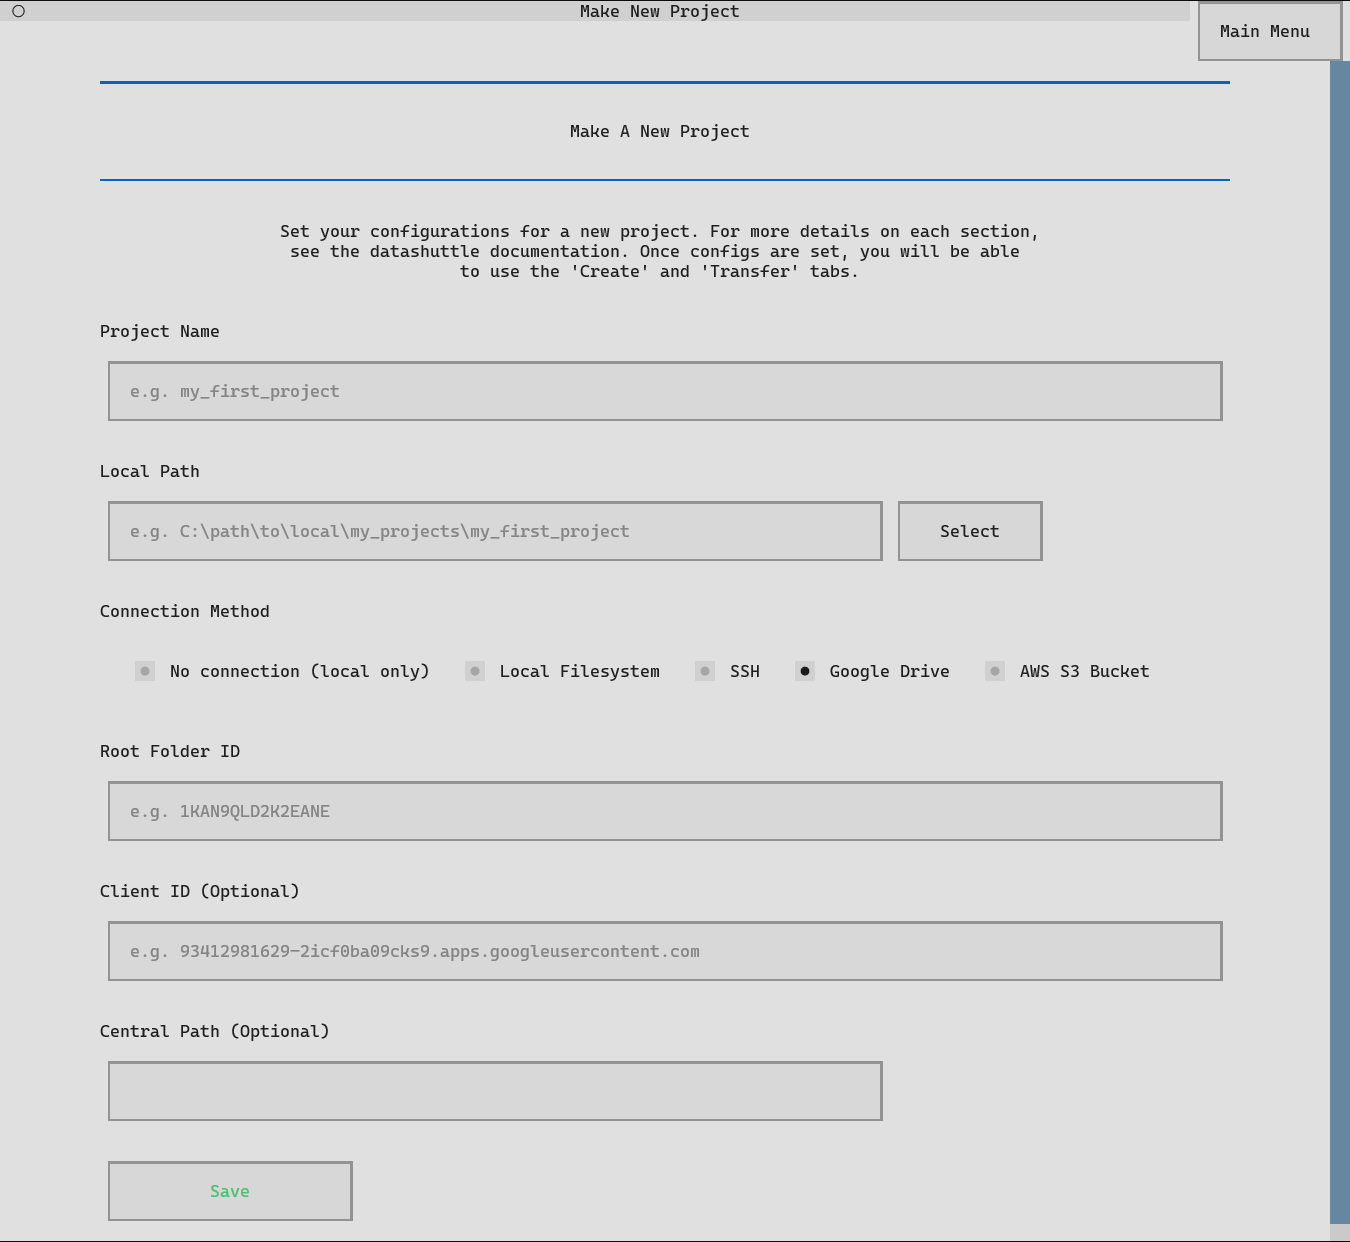 Make New Project
Main Menu
Make A New Project
Set your configurations for a new project. For more details on each section,
see the datashuttle documentation. Once configs are set, you will be able
to use the 'Create' and 'Transfer' tabs.
Project Name
e.g. my_first_project
Local Path
e.g. C:\path\to\local\my_projects\my_first_project
Select
Connection Method
No connection (local only) Local Filesystem SSH Google Drive AWS S3 Bucket
Root Folder ID
e.g. 1KAN9QLD2K2EANE
Client ID (Optional)
e.g. 93412981629-2icf0ba09cks9.apps.googleusercontent.com
Central Path (Optional)
Save